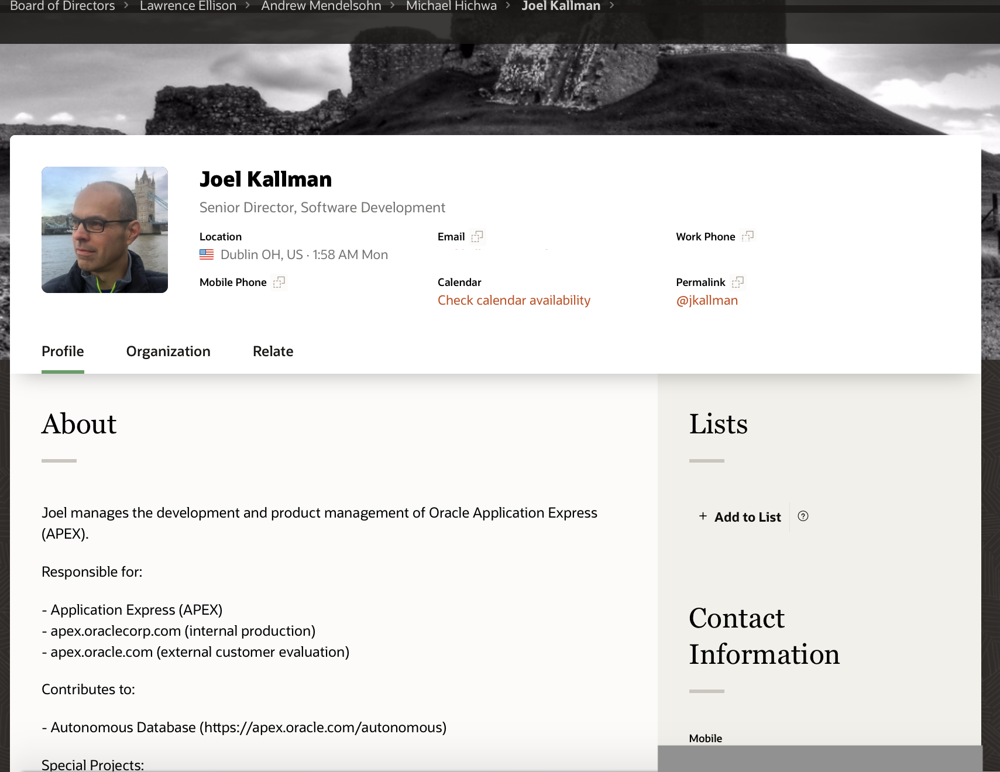 Board of Directors > Lawrence Ellison > Andrew Mendelsohn > Michael Hichwa > Joel Kallman >
Joel Kallman
Senior Director, Software Development
Location
Dublin OH, US · 1:58 AM Mon
Email
Work Phone
Mobile Phone
Calendar
Check calendar availability
Permalink
@jkallman
Profile
Organization
Relate
About
Joel manages the development and product management of Oracle Application Express
(APEX).
Responsible for:
- Application Express (APEX)
- apex.oraclecorp.com (internal production)
- apex.oracle.com (external customer evaluation)
Contributes to:
- Autonomous Database (https://apex.oracle.com/autonomous)
Special Projects:
Lists
+ Add to List ?
Contact
Information
Mobile